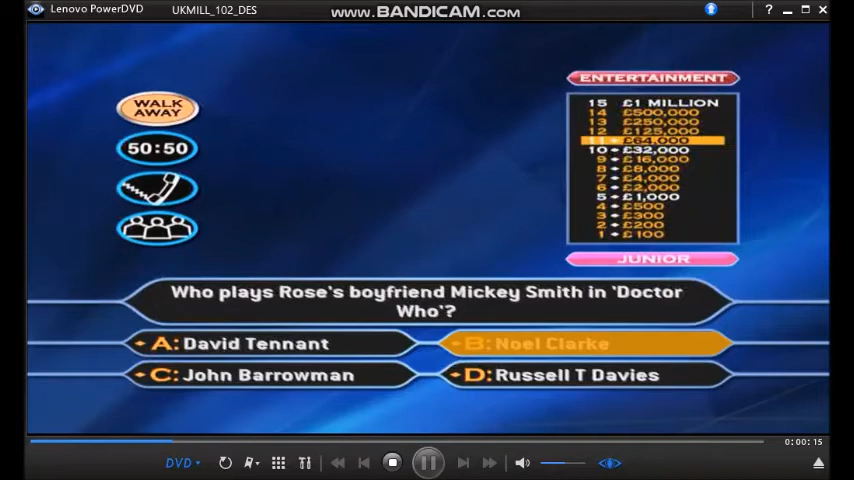 Lenovo PowerDVD
UKMILL_102_DES
www.BANDICAM.com
?
ENTERTAINMENT
WALK AWAY
50:50
15 £1 MILLION
14 £500,000
13 £250,000
12 £125,000
11 £64,000
10 £32,000
9 £16,000
8 £8,000
7 £4,000
6 £2,000
5 £1,000
4 £500
3 £300
2 £200
1 £100
JUNIOR
Who plays Rose's boyfriend Mickey Smith in 'Doctor
Who'?
A: David Tennant
B: Noel Clarke
C: John Barrowman
D: Russell T Davies
0:00:15
DVD